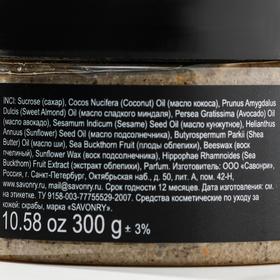 INCI: Sucrose (сахар), Cocos Nucifera (Coconut) Oil (масло кокоса), Prunus Amygdalus
Dulcis (Sweet Almond) Oil (масло сладкого миндаля), Persea Gratissima (Avocado) Oil
(масло авокадо), Sesamum Indicum (Sesame) Seed Oil (масло кунжутное), Helianthus
Annuus (Sunflower) Seed Oil (масло подсолнечника), Butyrospermum Parkii (Shea
Butter) Oil (масло ши), Sea Buckthorn Fruit (плоды облепихи), Beeswax (воск
пчелиный), Sunflower Wax (воск подсолнечника), Hippophae Rhamnoides (Sea
Buckthorn) Fruit Extract (экстракт облепихи), Parfum. Изготовитель: ООО «Савонри»,
Россия, г. Санкт-Петербург, Октябрьская наб., д. 50, лит. А, пом. 42-Н,
www.savonry.ru, mail@savonry.ru. Срок годности 12 месяцев. Дата изготовления: см.
на этикетке. ТУ 9158-003-77755529-2007. Средства косметические по уходу за
кожей: скрабы, марка «SAVONRY».
10.58 oz 300 g ± 3%